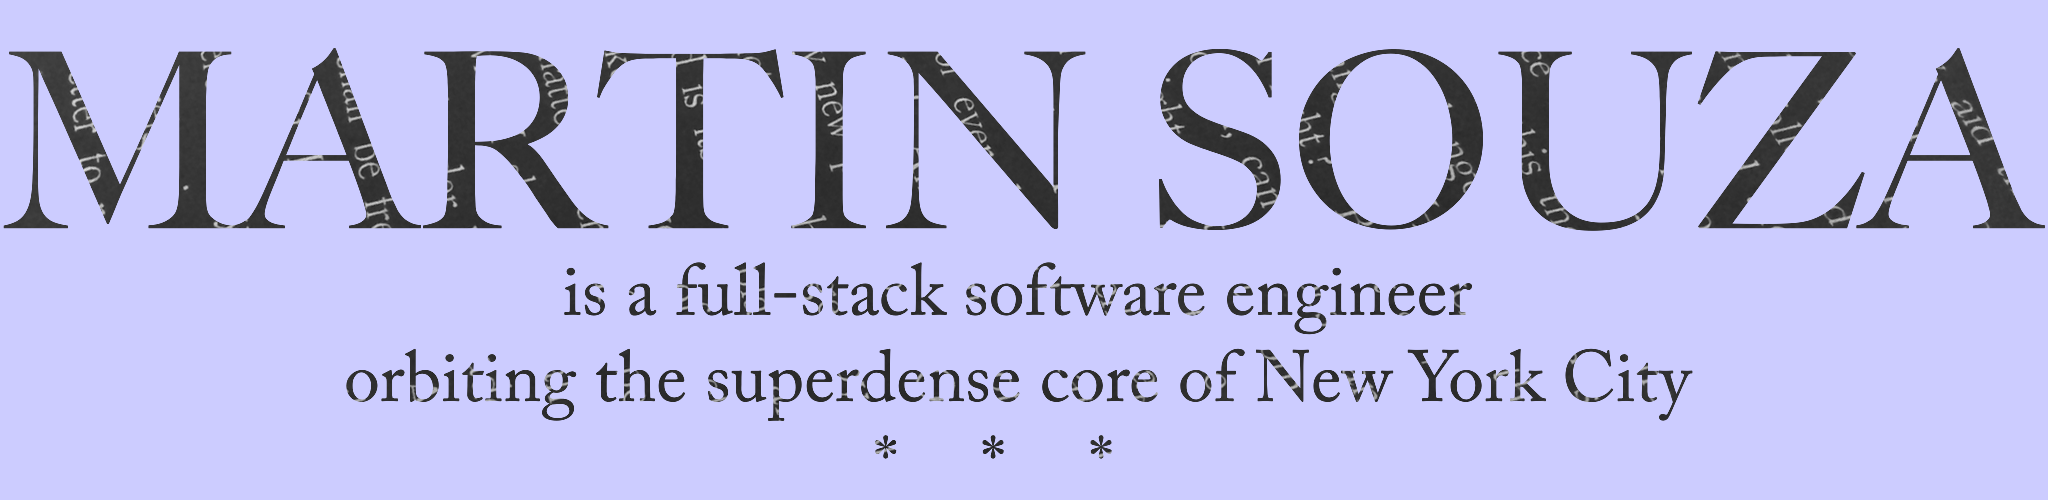 MARTIN SOUZA
is a full-stack software engineer
orbiting the superdense core of New York City
* * *